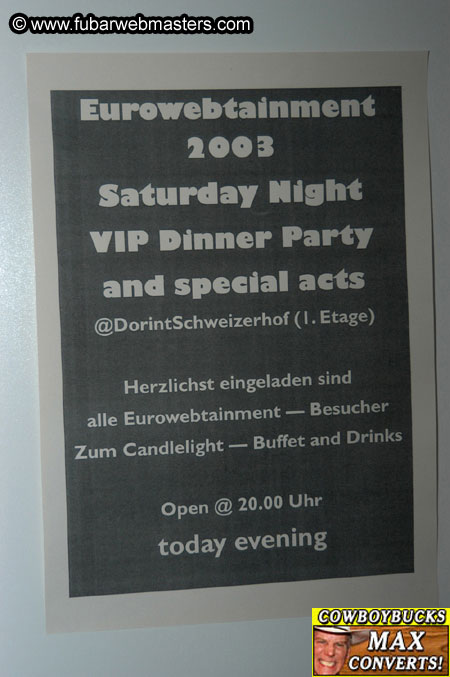 © www.fubarwebmasters.com
Eurowebtainment
2003
Saturday Night
VIP Dinner Party
and special acts
@DorintSchweizerhof (1. Etage)
Herzlichst eingeladen sind
alle Eurowebtainment — Besucher
Zum Candlelight — Buffet and Drinks
Open @ 20.00 Uhr
today evening
COWBOYBUCKS
MAX
CONVERTS!